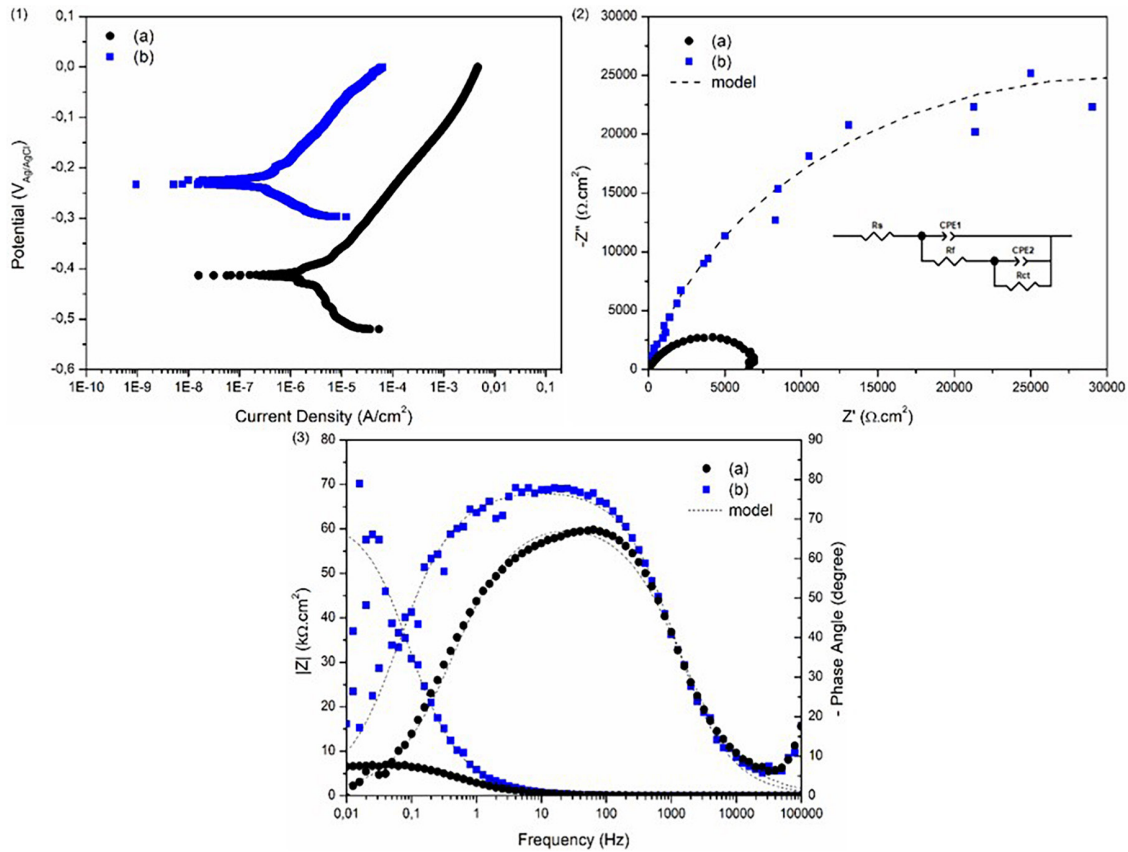 (1)
0,1
0,0
-0,1
-0,2
-0,3
-0,4
-0,5
-0,6
Potential (V_Ag/AgCl)
(a)
(b)
1E-10 1E-9 1E-8 1E-7 1E-6 1E-5 1E-4 1E-3 0,01 0,1
Current Density (A/cm²)
(2)
30000
25000
20000
15000
10000
5000
0
-Z" (Ω.cm²)
(a)
(b)
model
Rs
CPE1
Rf
CPE2
Rct
0 5000 10000 15000 20000 25000 30000
Z' (Ω.cm²)
(3)
80
70
60
50
40
30
20
10
0
|Z| (kΩ.cm²)
(a)
(b)
model
90
80
70
60
50
40
30
20
10
0
- Phase Angle (degree)
0,01 0,1 1 10 100 1000 10000 100000
Frequency (Hz)